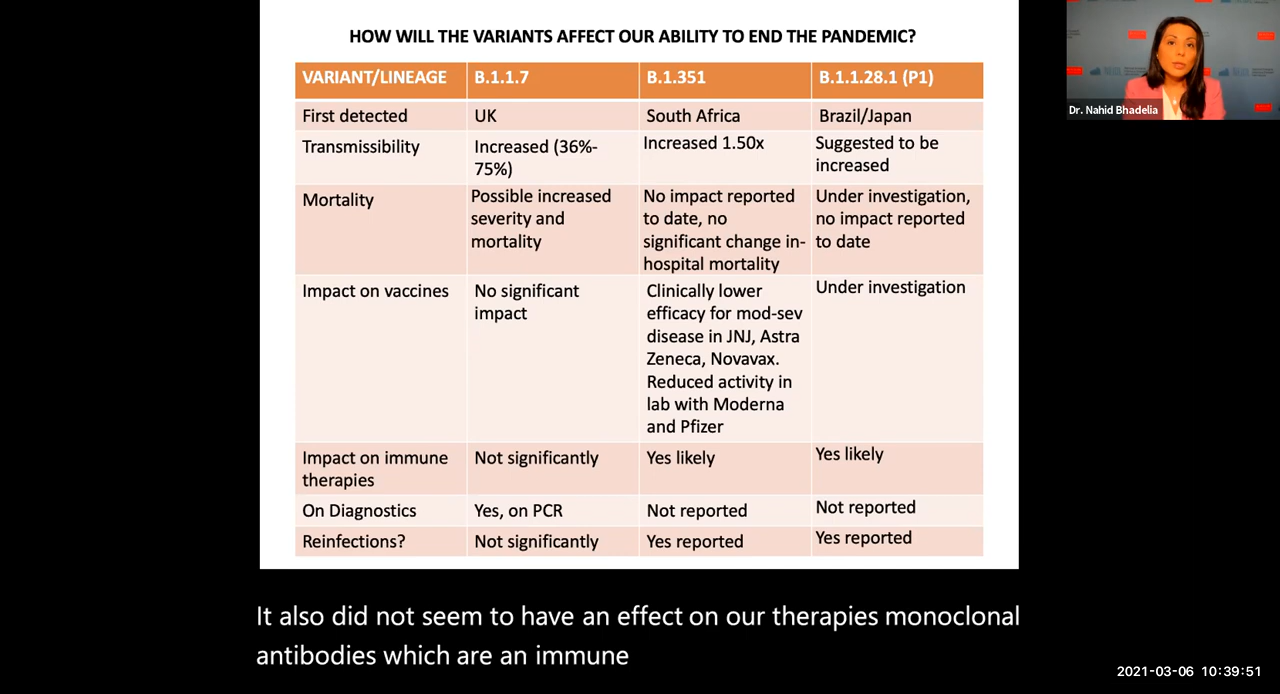 HOW WILL THE VARIANTS AFFECT OUR ABILITY TO END THE PANDEMIC?
VARIANT/LINEAGE B.1.1.7 B.1.351 B.1.1.28.1 (P1)
First detected UK South Africa Brazil/Japan
Transmissibility
Increased (36%-
75%)
Increased 1.50x
Suggested to be
increased
Mortality
Possible increased
severity and
mortality
No impact reported
to date, no
significant change in-
hospital mortality
Under investigation,
no impact reported
to date
Impact on vaccines
No significant
impact
Clinically lower
efficacy for mod-sev
disease in JNJ, Astra
Zeneca, Novavax.
Reduced activity in
lab with Moderna
and Pfizer
Under investigation
Impact on immune
therapies
Not significantly
Yes likely
Yes likely
On Diagnostics Yes, on PCR Not reported Not reported
Reinfections? Not significantly Yes reported Yes reported
Dr. Nahid Bhadelia
It also did not seem to have an effect on our therapies monoclonal
antibodies which are an immune
2021-03-06 10:39:51